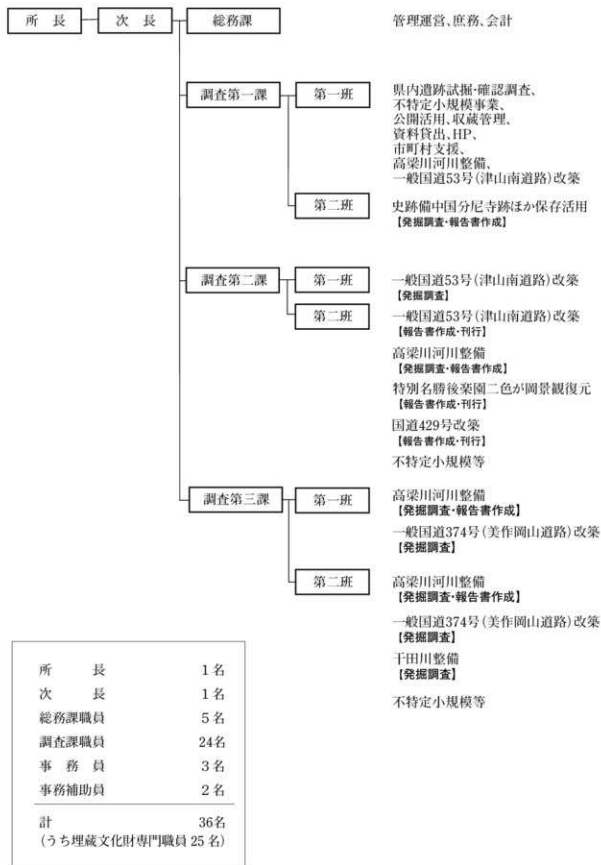 所　長
次　長
総務課
管理運営、庶務、会計
調査第一課
第一班
県内遺跡試掘・確認調査、
不特定小規模事業、
公開活用、収蔵管理、
資料貸出、HP、
市町村支援、
高梁川河川整備、
一般国道53号(津山南道路)改築
第二班
史跡備中国分尼寺跡ほか保存活用
【発掘調査・報告書作成】
調査第二課
第一班
一般国道53号(津山南道路)改築
【発掘調査】
第二班
一般国道53号(津山南道路)改築
【報告書作成・刊行】
高梁川河川整備
【発掘調査・報告書作成】
特別名勝後楽園二色が岡景観復元
【報告書作成・刊行】
国道429号改築
【報告書作成・刊行】
不特定小規模等
調査第三課
第一班
高梁川河川整備
【発掘調査・報告書作成】
一般国道374号(美作岡山道路)改築
【発掘調査】
第二班
高梁川河川整備
【発掘調査・報告書作成】
一般国道374号(美作岡山道路)改築
【発掘調査】
干田川整備
【発掘調査】
不特定小規模等
所　長　1名
次　長　1名
総務課職員　5名
調査課職員　24名
事　務　員　3名
事務補助員　2名
計　36名
(うち埋蔵文化財専門職員 25 名)